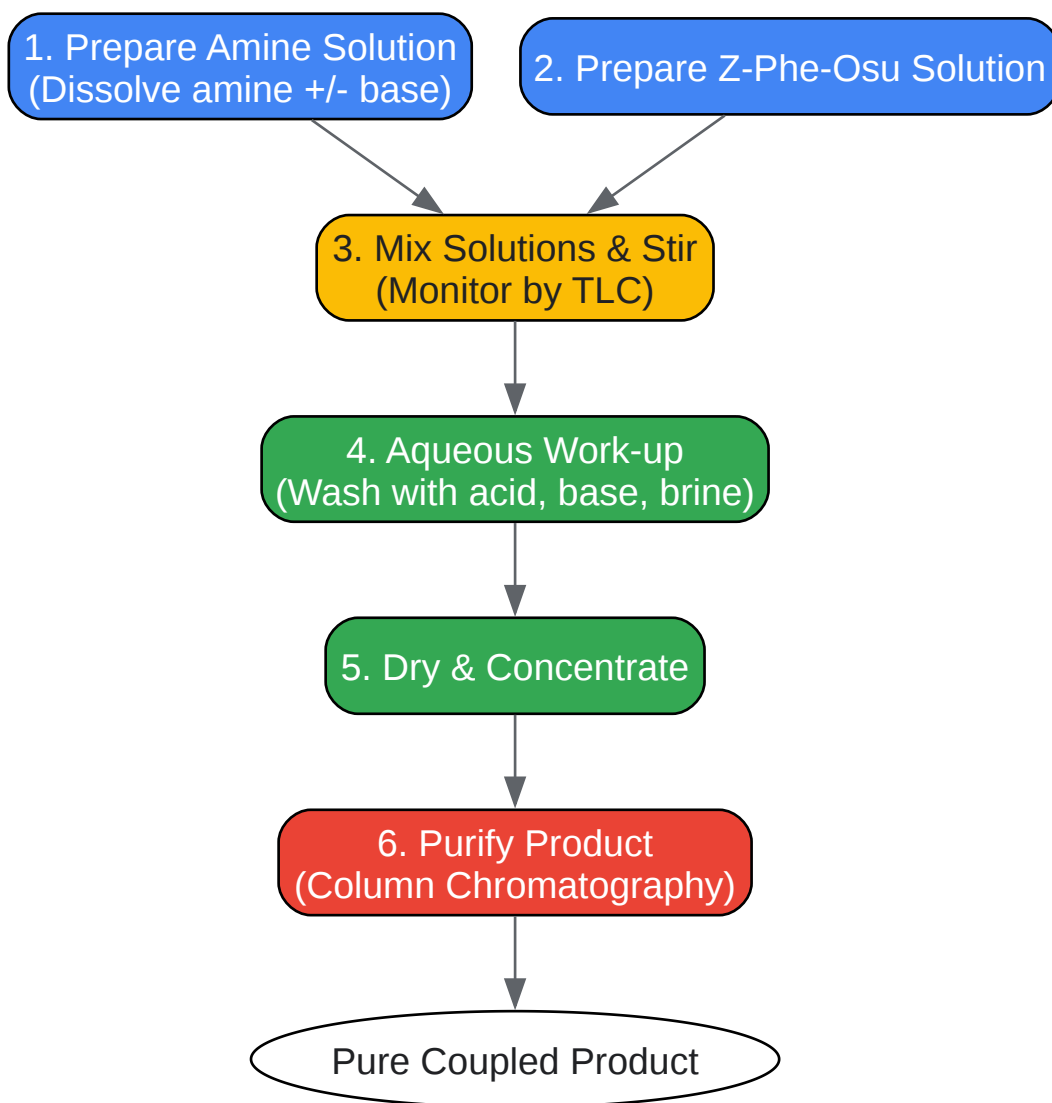 1. Prepare Amine Solution
(Dissolve amine +/- base)
2. Prepare Z-Phe-Osu Solution
3. Mix Solutions & Stir
(Monitor by TLC)
4. Aqueous Work-up
(Wash with acid, base, brine)
5. Dry & Concentrate
6. Purify Product
(Column Chromatography)
Pure Coupled Product